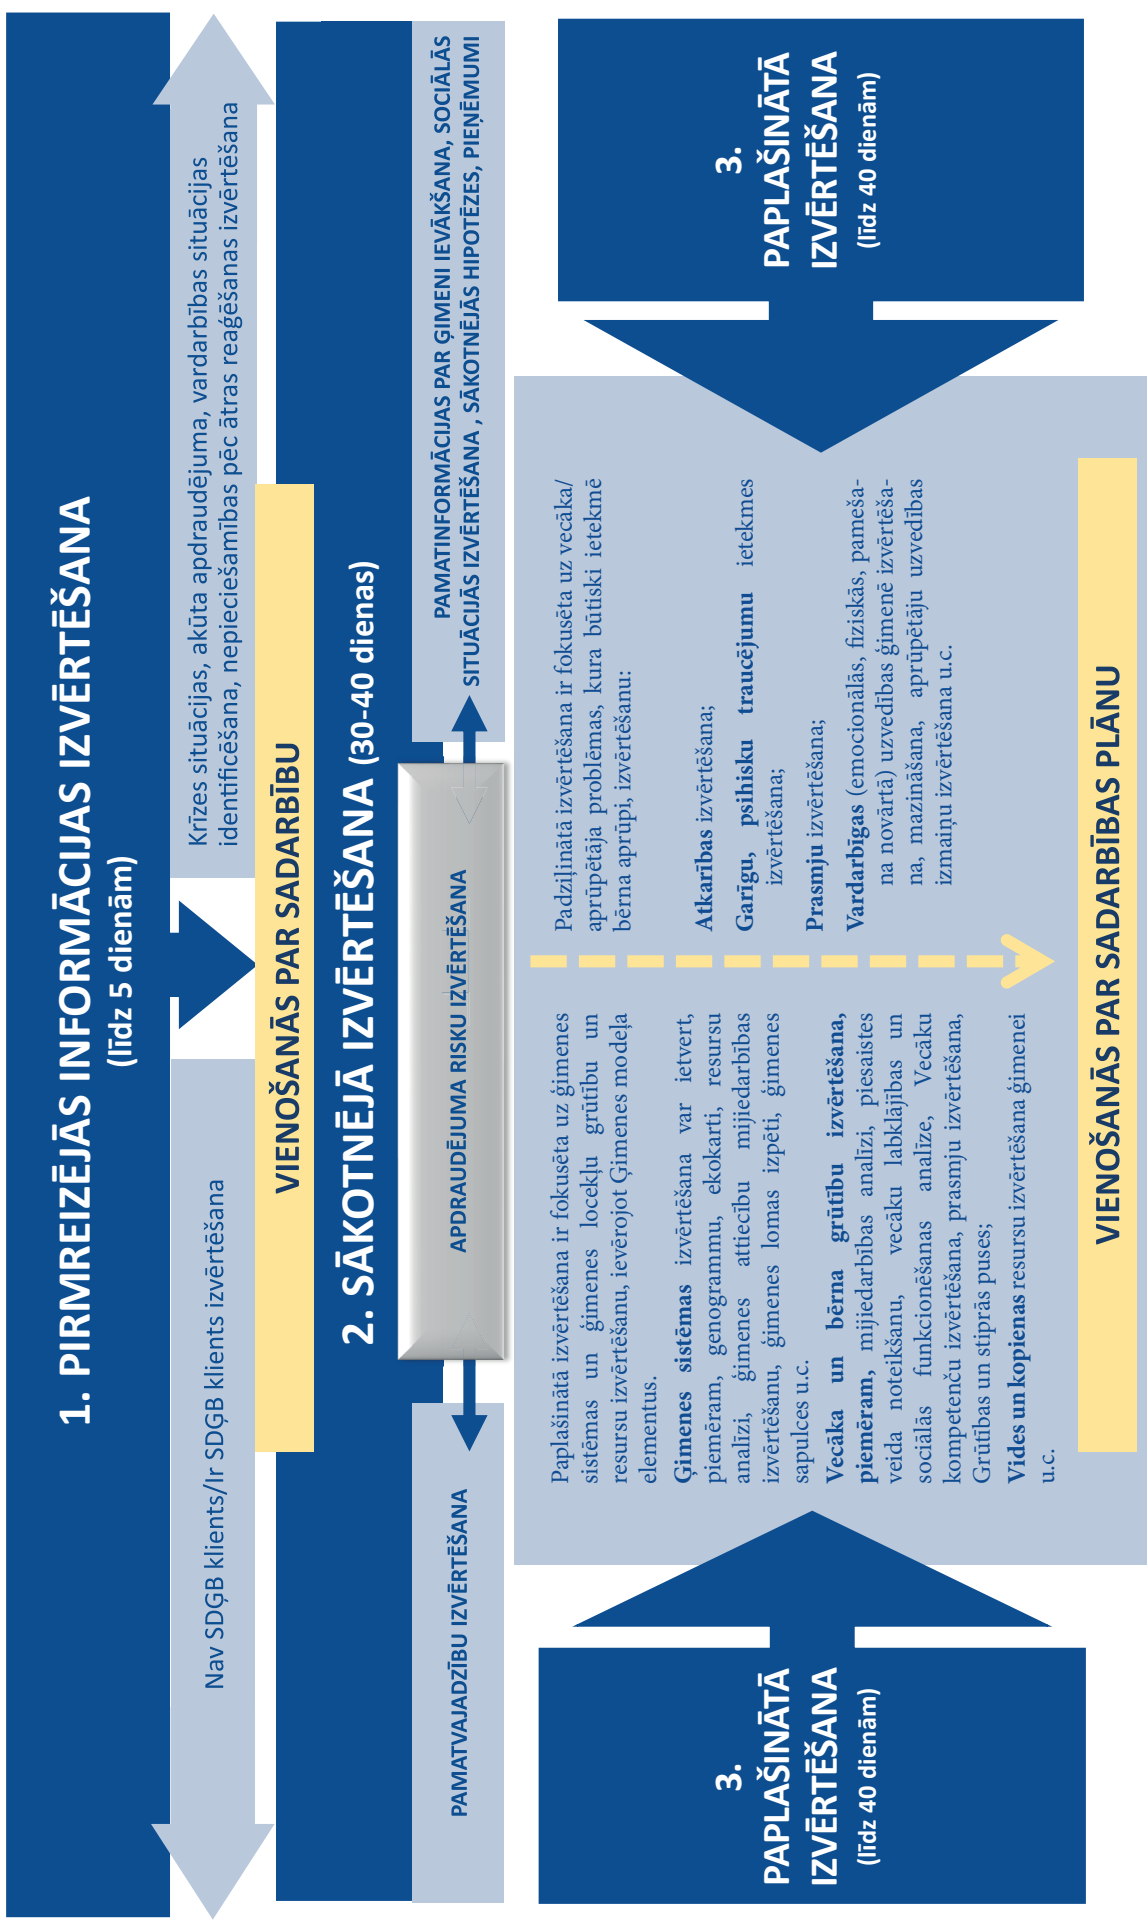 1. PIRMREIZĒJĀS INFORMĀCIJAS IZVĒRTĒŠANA
(līdz 5 dienām)
Nav SDĢB klients/Ir SDĢB klients izvērtēšana
Krīzes situācijas, akūta apdraudējuma, vardarbības situācijas
identificēšana, nepieciešamības pēc ātras reaģēšanas izvērtēšana
VIENOŠANĀS PAR SADARBĪBU
2. SĀKOTNĒJĀ IZVĒRTĒŠANA (30-40 dienas)
PAMATVAJADZĪBU IZVĒRTĒŠANA
APDRAUDĒJUMA RISKU IZVĒRTĒŠANA
PAMATINFORMĀCIJAS PAR ĢIMENI IEVĀKŠANA, SOCIĀLĀS
SITUĀCIJĀS IZVĒRTĒŠANA , SĀKOTNĒJĀS HIPOTĒZES, PIEŅĒMUMI
3.
PAPLAŠINĀTĀ
IZVĒRTĒŠANA
(līdz 40 dienām)
Paplašinātā izvērtēšana ir fokusēta uz ģimenes
sistēmas un ģimenes locekļu grūtību un
resursu izvērtēšanu, ievērojot Ģimenes modeļa
elementus.
Ģimenes sistēmas izvērtēšana var ietvert,
piemēram, genogrammu, ekokarti, resursu
analīzi, ģimenes attiecību mijiedarbības
izvērtēšanu, ģimenes lomas izpēti, ģimenes
sapulces u.c.
Vecāka un bērna grūtību izvērtēšana,
piemēram, mijiedarbības analīzi, piesaistes
veida noteikšanu, vecāku labklājības un
sociālās funkcionēšanas analīze, Vecāku
kompetenču izvērtēšana, prasmju izvērtēšana,
Grūtības un stiprās puses;
Vides un kopienas resursu izvērtēšana ģimenei
u.c.
Padziļinātā izvērtēšana ir fokusēta uz vecāka/
aprūpētāja problēmas, kura būtiski ietekmē
bērna aprūpi, izvērtēšanu:
Atkarības izvērtēšana;
Garīgu, psihisku traucējumu ietekmes
izvērtēšana;
Prasmju izvērtēšana;
Vardarbīgas (emocionālās, fiziskās, pameša-
na novārtā) uzvedības ģimenē izvērtēša-
na, mazināšana, aprūpētāju uzvedības
izmaiņu izvērtēšana u.c.
3.
PAPLAŠINĀTĀ
IZVĒRTĒŠANA
(līdz 40 dienām)
VIENOŠANĀS PAR SADARBĪBAS PLĀNU